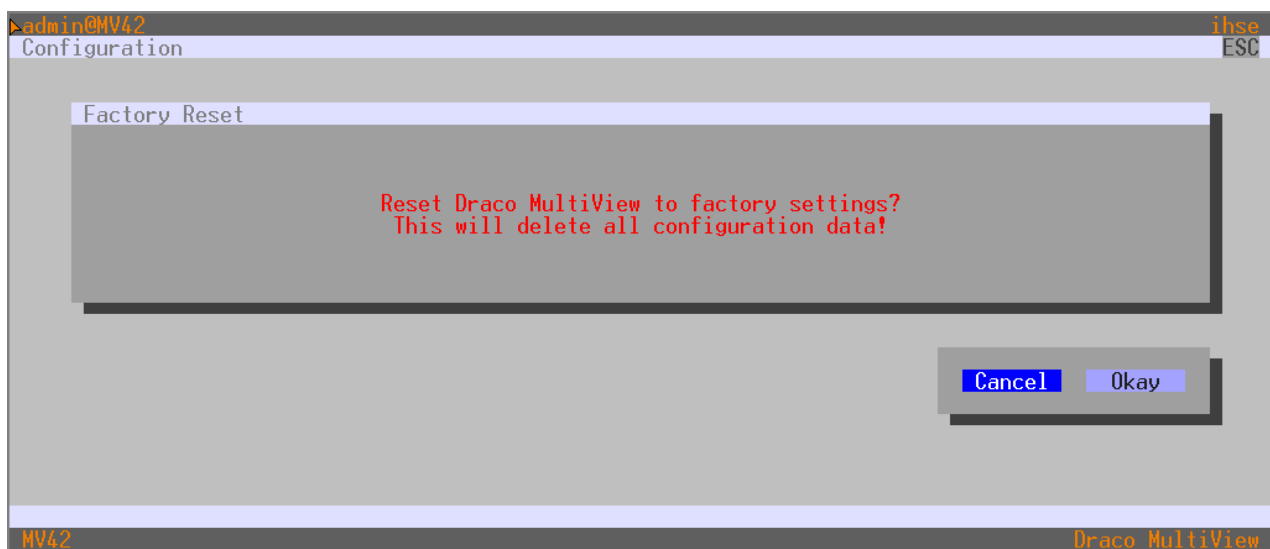 admin@MV42 ihse
Configuration ESC
Factory Reset
Reset Draco MultiView to factory settings?
This will delete all configuration data!
Cancel Okay
MV42 Draco MultiView